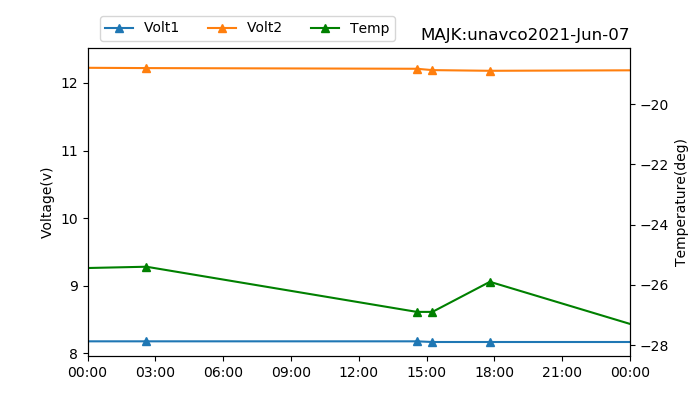 Volt1 Volt2 Temp
MAJK:unavco2021-Jun-07
12
11
10
9
8
Voltage(v)
−20
−22
−24
−26
−28
Temperature(deg)
00:00 03:00 06:00 09:00 12:00 15:00 18:00 21:00 00:00